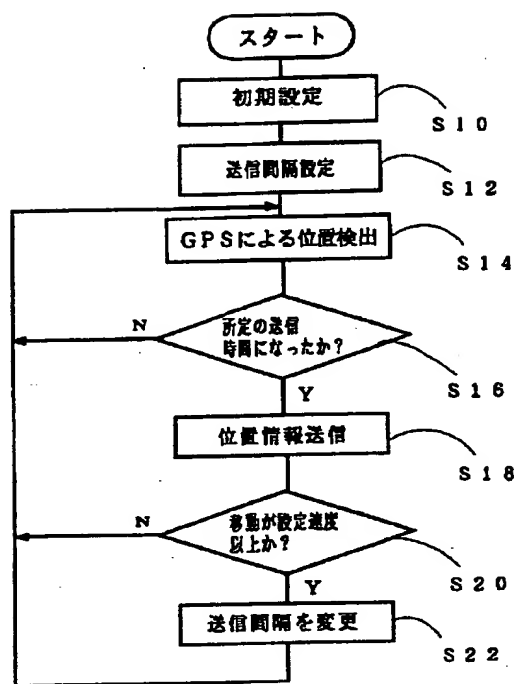 スタート
初期設定
S10
送信間隔設定
S12
GPSによる位置検出
S14
所定の送信
時間になったか?
N
S16
Y
位置情報送信
S18
移動が設定速度
以上か?
N
S20
Y
送信間隔を変更
S22